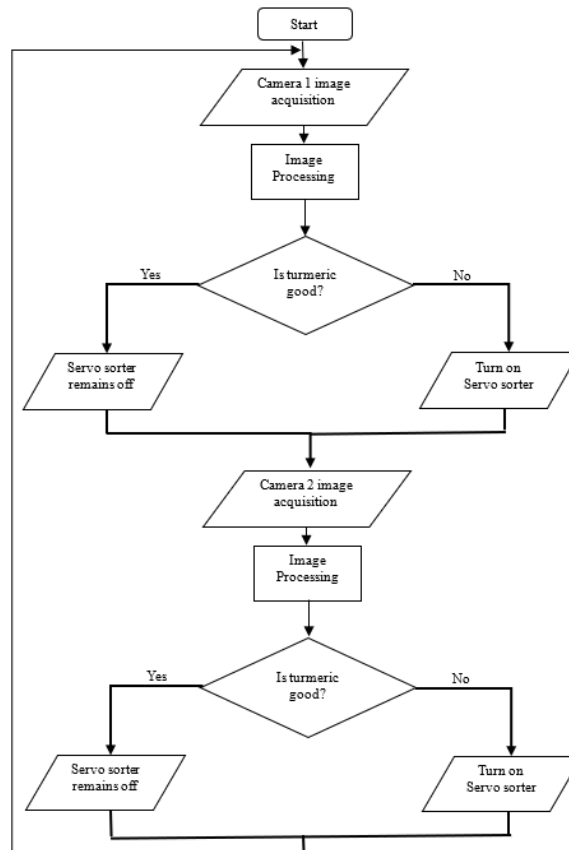 Start
Camera 1 image
acquisition
Image
Processing
Is turmeric
good?
Yes
No
Servo sorter
remains off
Turn on
Servo sorter
Camera 2 image
acquisition
Image
Processing
Is turmeric
good?
Yes
No
Servo sorter
remains off
Turn on
Servo sorter